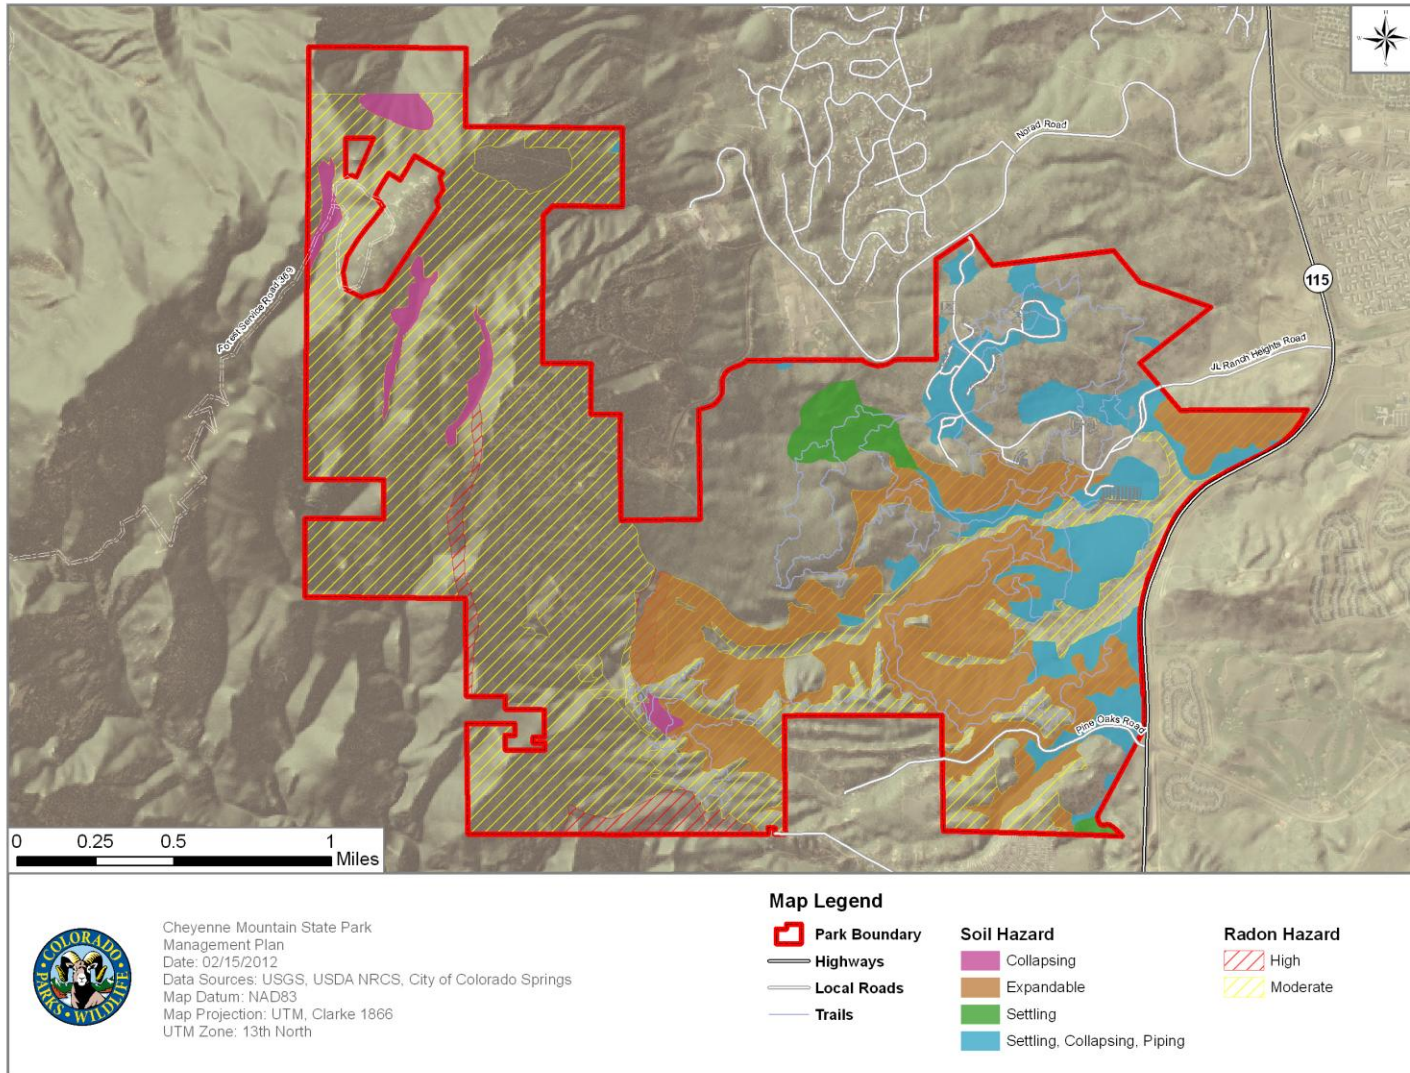 N
W
E
S
Norad Road
115
Forest Service Road 369
JL Ranch Heights Road
Pine Oaks Road
0 0.25 0.5 1
Miles
COLORADO
PARKS • WILDLIFE
Cheyenne Mountain State Park
Management Plan
Date: 02/15/2012
Data Sources: USGS, USDA NRCS, City of Colorado Springs
Map Datum: NAD83
Map Projection: UTM, Clarke 1866
UTM Zone: 13th North
Map Legend
Park Boundary
Highways
Local Roads
Trails
Soil Hazard
Collapsing
Expandable
Settling
Settling, Collapsing, Piping
Radon Hazard
High
Moderate